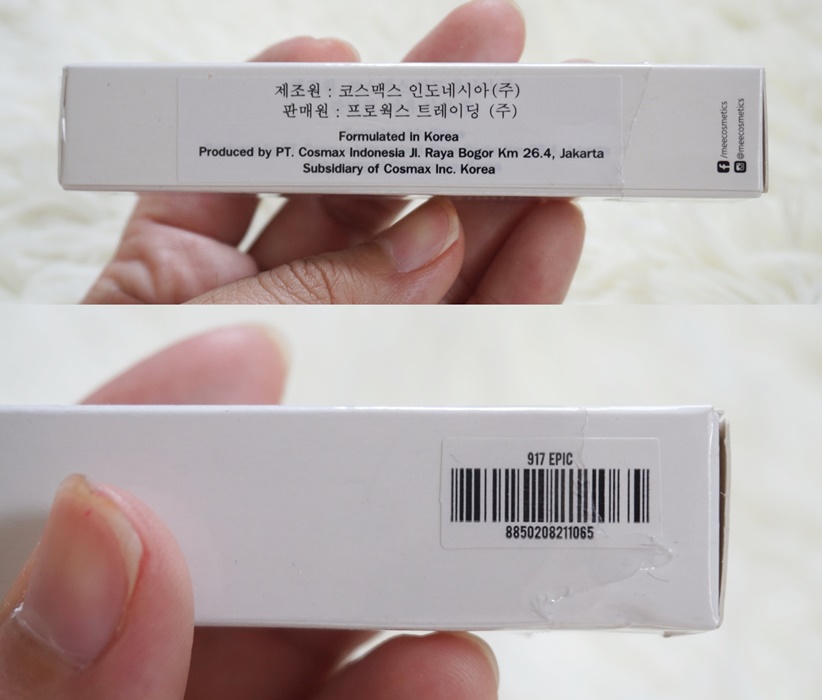 제조원 : 코스맥스 인도네시아(주)
판매원 : 프로웍스 트레이딩 (주)
Formulated in Korea
Produced by PT. Cosmax Indonesia Jl. Raya Bogor Km 26.4, Jakarta
Subsidiary of Cosmax Inc. Korea
/meecosmetics
@meecosmetics
917 EPIC
8850208211065